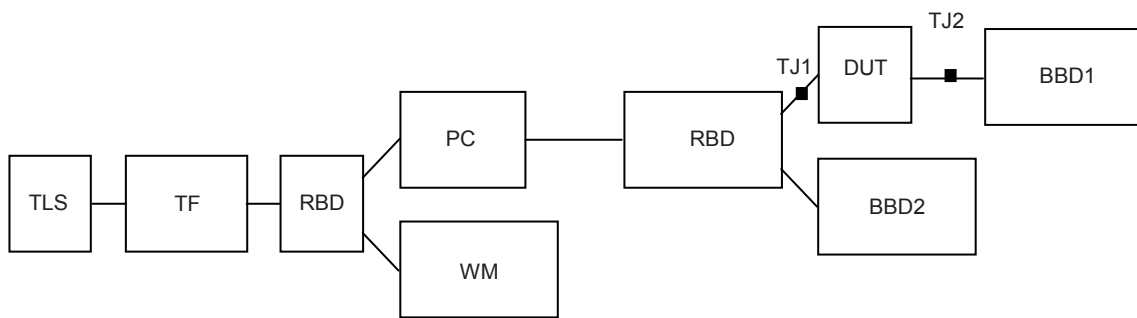 TLS
TF
RBD
PC
WM
RBD
TJ1
DUT
TJ2
BBD1
BBD2